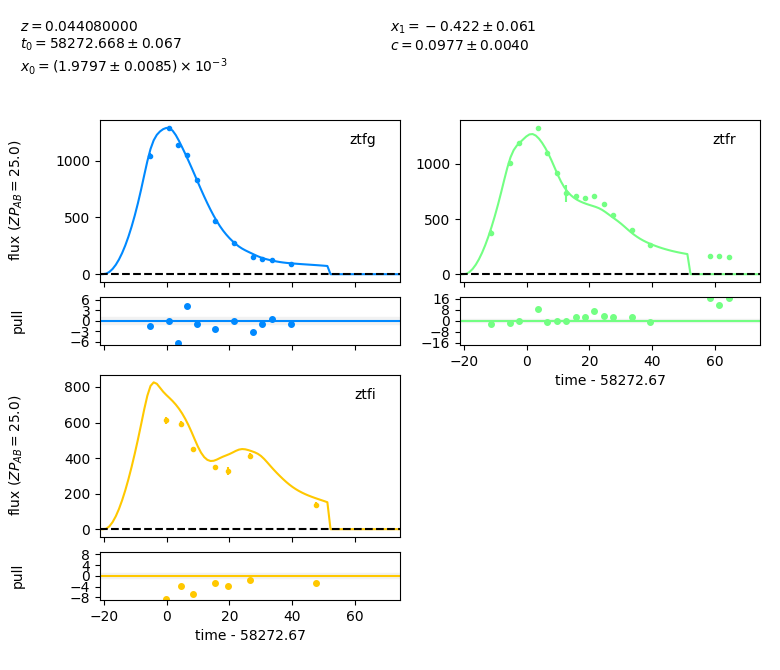 z = 0.044080000
t₀ = 58272.668 ± 0.067
x₀ = (1.9797 ± 0.0085) × 10⁻³
x₁ = −0.422 ± 0.061
c = 0.0977 ± 0.0040
ztfg
flux (ZP_AB = 25.0)
1000
500
0
ztfr
1000
500
0
pull
6
3
0
−3
−6
16
8
0
−8
−16
−20 0 20 40 60
time - 58272.67
ztfi
flux (ZP_AB = 25.0)
800
600
400
200
0
pull
8
4
0
−4
−8
−20 0 20 40 60
time - 58272.67